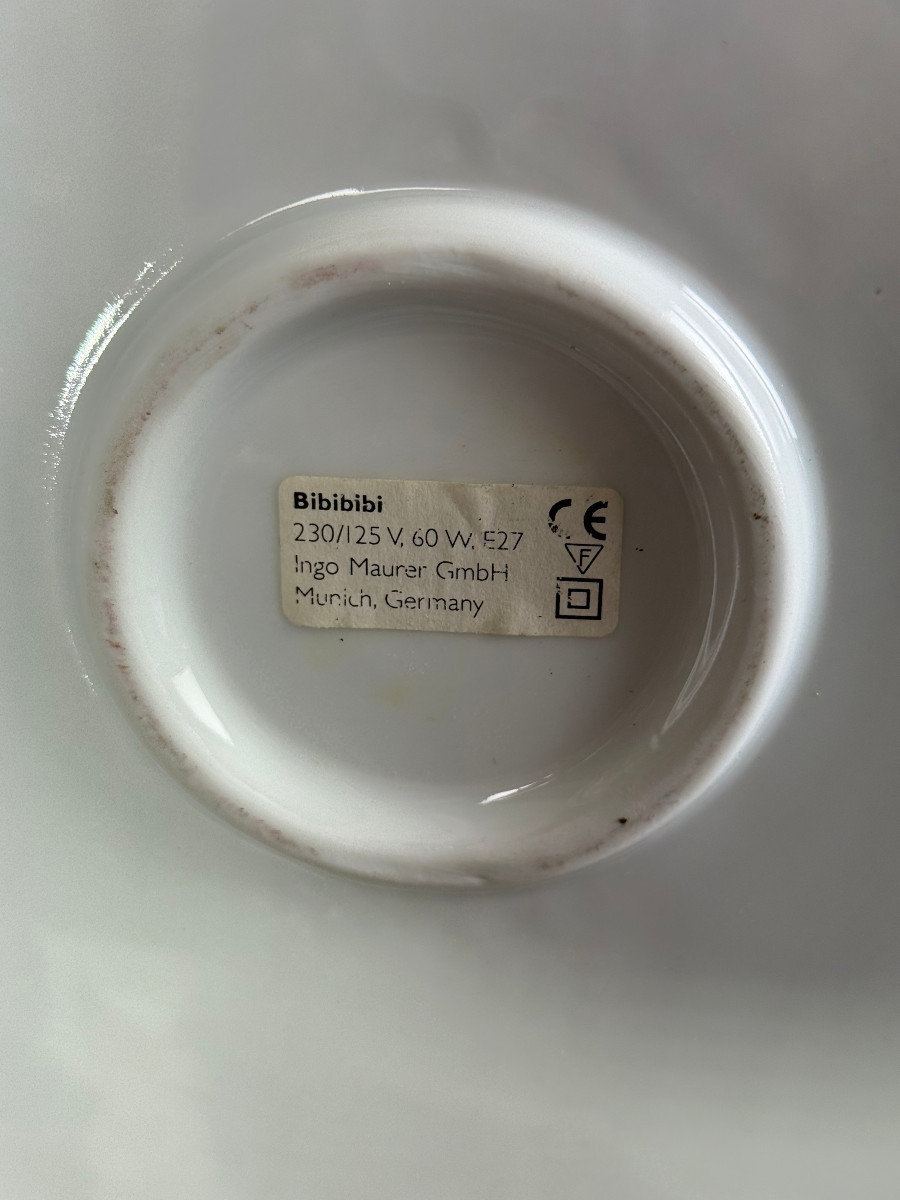 Bibibibi
230/125 V, 60 W, E27
Ingo Maurer GmbH
Munich, Germany
CE
F